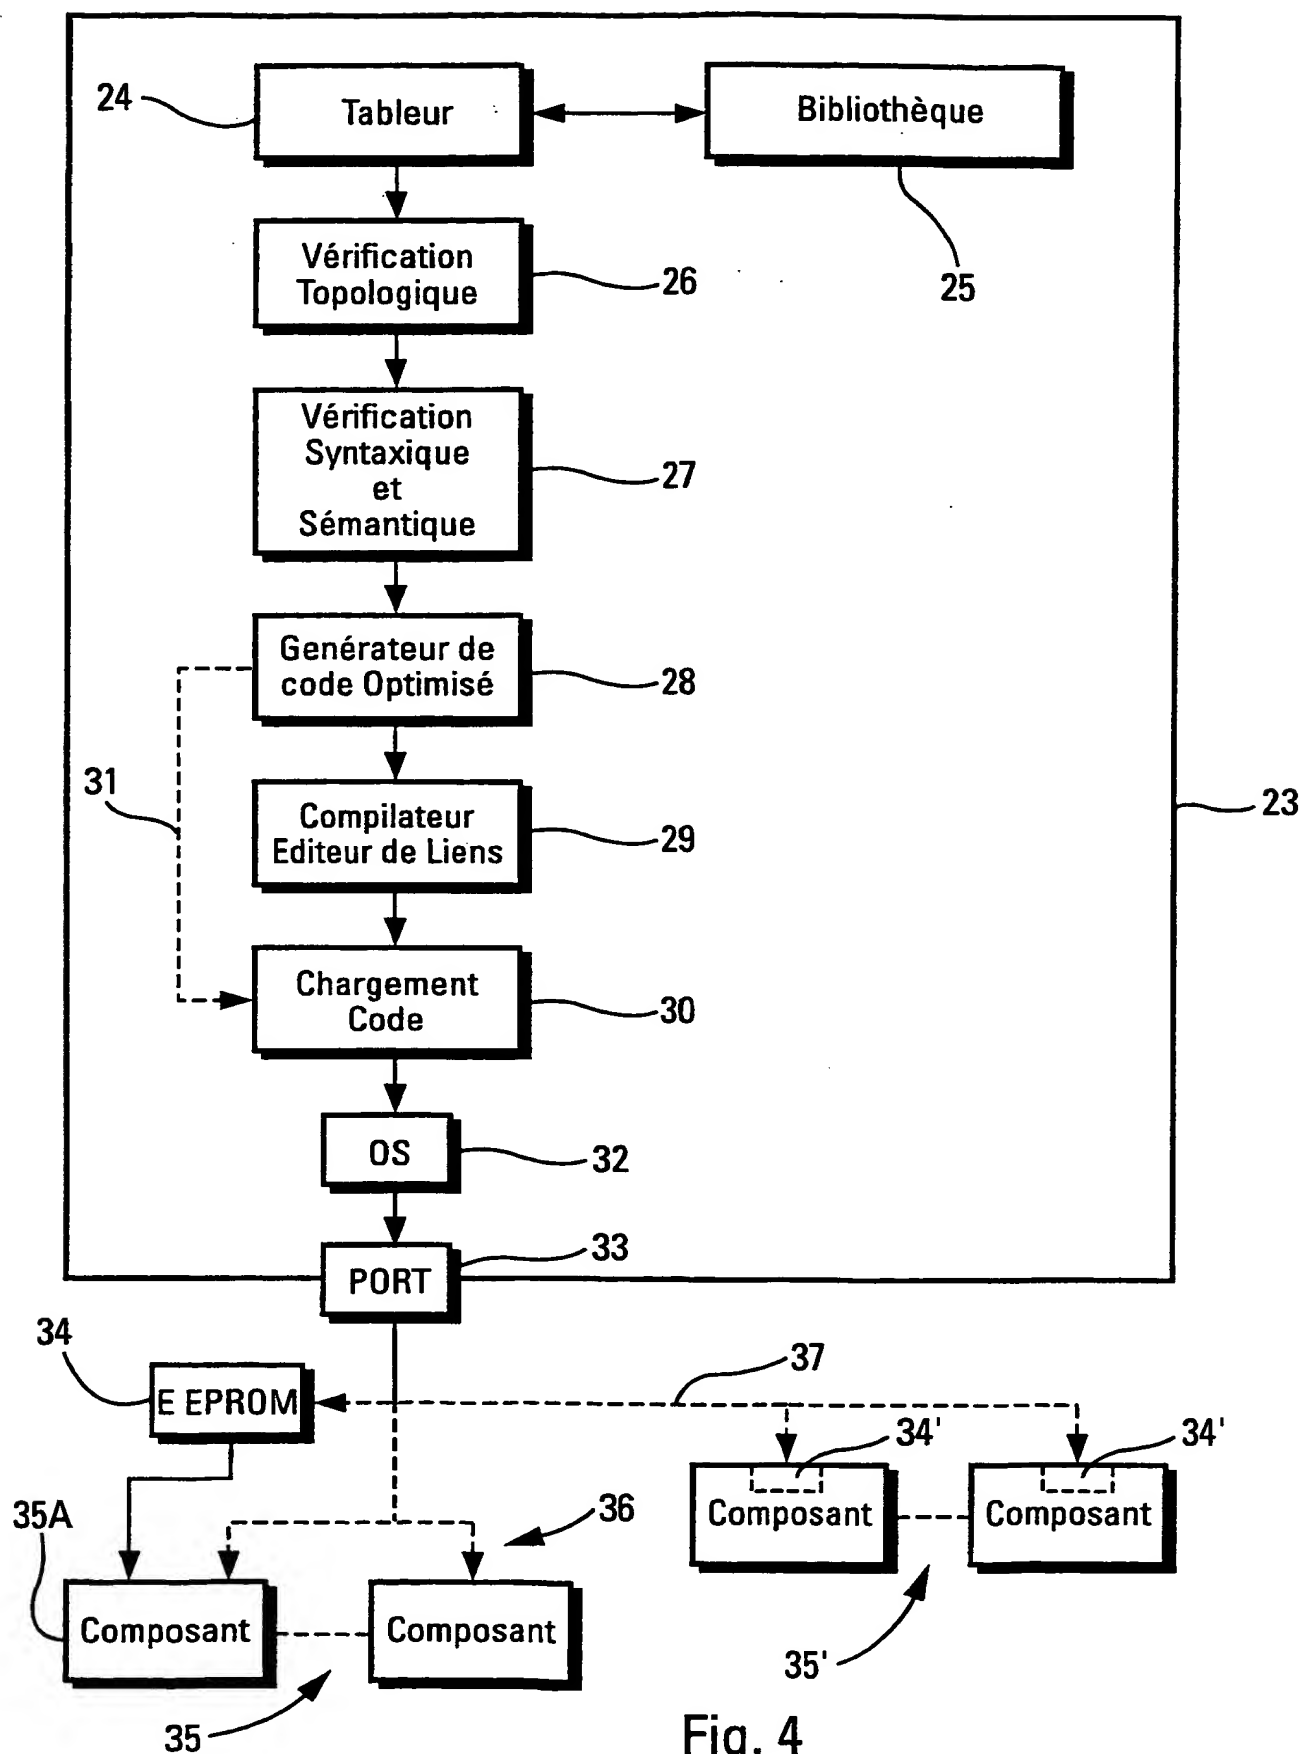 24
Tableur
Bibliothèque
25
Vérification
Topologique
26
Vérification
Syntaxique
et
Sémantique
27
Genérateur de
code Optimisé
28
31
Compilateur
Editeur de Liens
29
23
Chargement
Code
30
OS
32
PORT
33
34
E EPROM
37
34'
34'
Composant
Composant
35A
36
Composant
Composant
35'
35
Fig. 4